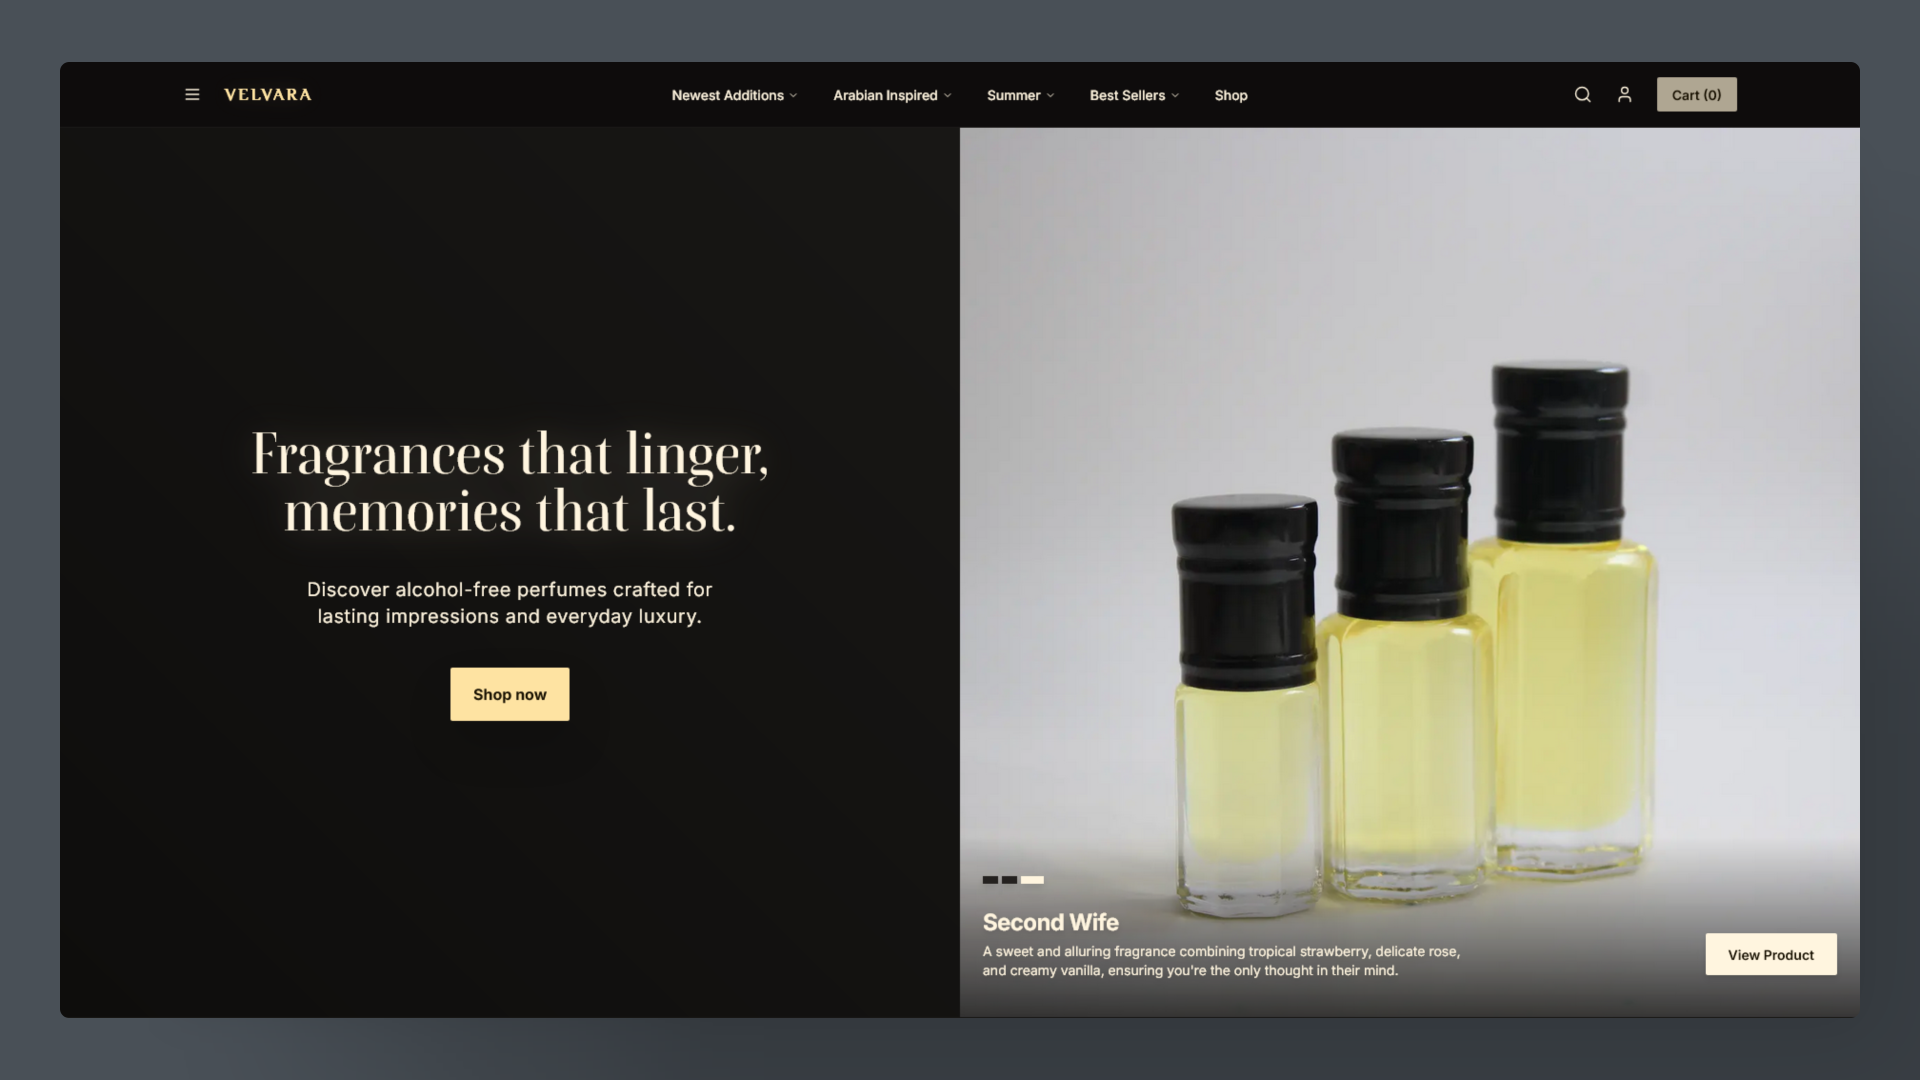 VELVARA
Newest Additions
Arabian Inspired
Summer
Best Sellers
Shop
Cart (0)
Fragrances that linger,
memories that last.
Discover alcohol-free perfumes crafted for
lasting impressions and everyday luxury.
Shop now
Second Wife
A sweet and alluring fragrance combining tropical strawberry, delicate rose,
and creamy vanilla, ensuring you're the only thought in their mind.
View Product